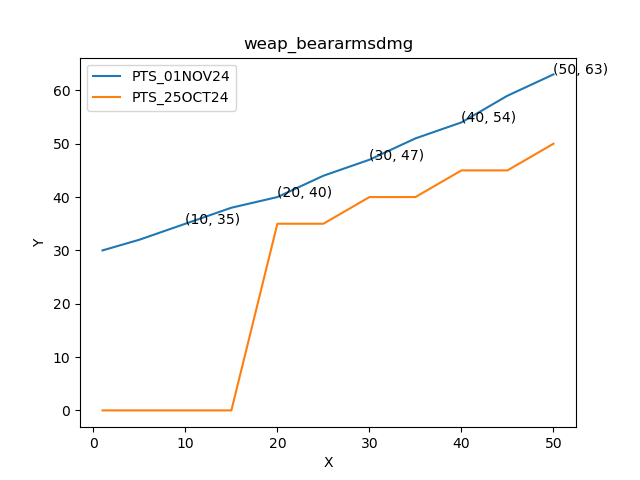 weap_beararmsdmg
PTS_01NOV24
PTS_25OCT24
(50, 63)
(40, 54)
(30, 47)
(20, 40)
(10, 35)
60
50
40
30
20
10
0
Y
0 10 20 30 40 50
X